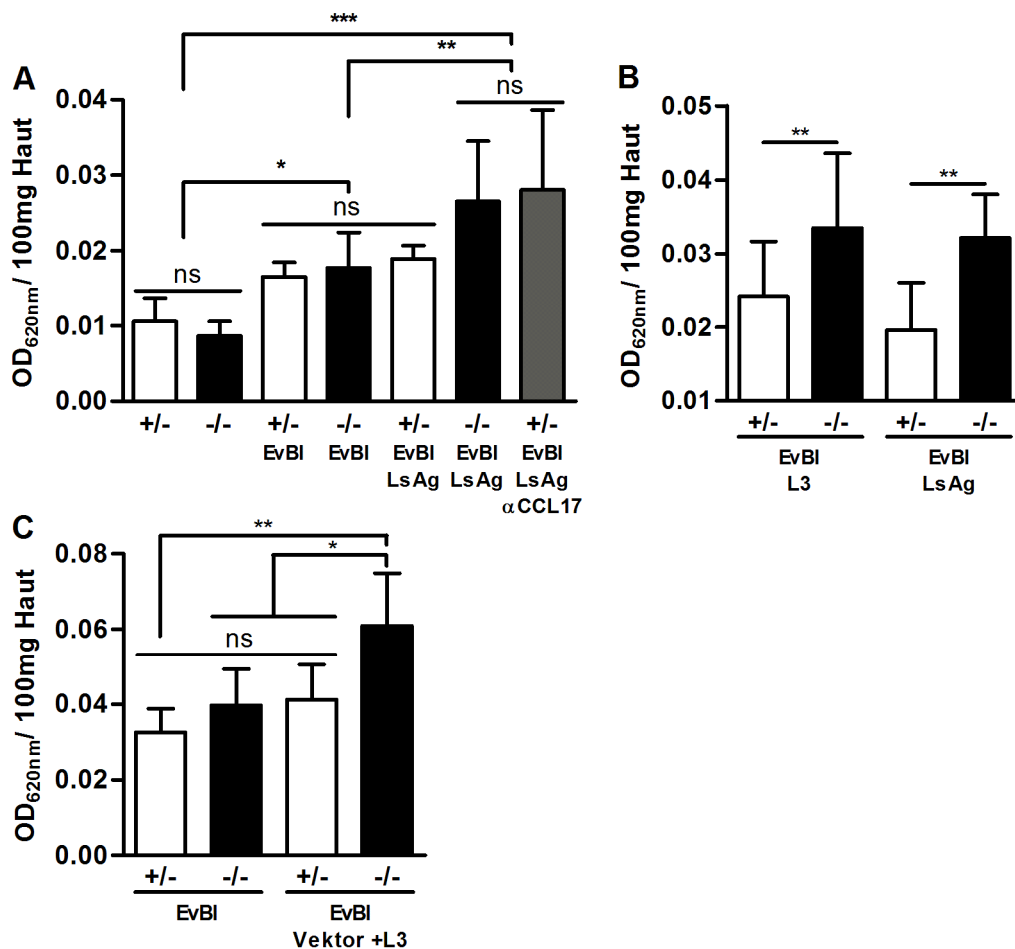 ***
**
A
ns
OD620nm/ 100mg Haut
0.04
0.03
0.02
0.01
0.00
*
ns
ns
+/- -/- +/- -/- +/- -/- +/-
EvBl EvBl EvBl EvBl EvBl
LsAg LsAg LsAg
αCCL17
B
OD620nm/ 100mg Haut
0.05
0.04
0.03
0.02
0.01
**
**
+/- -/- +/- -/-
EvBl EvBl
L3 LsAg
C
OD620nm/ 100mg Haut
0.08
0.06
0.04
0.02
0.00
**
*
ns
+/- -/- +/- -/-
EvBl EvBl
Vektor +L3